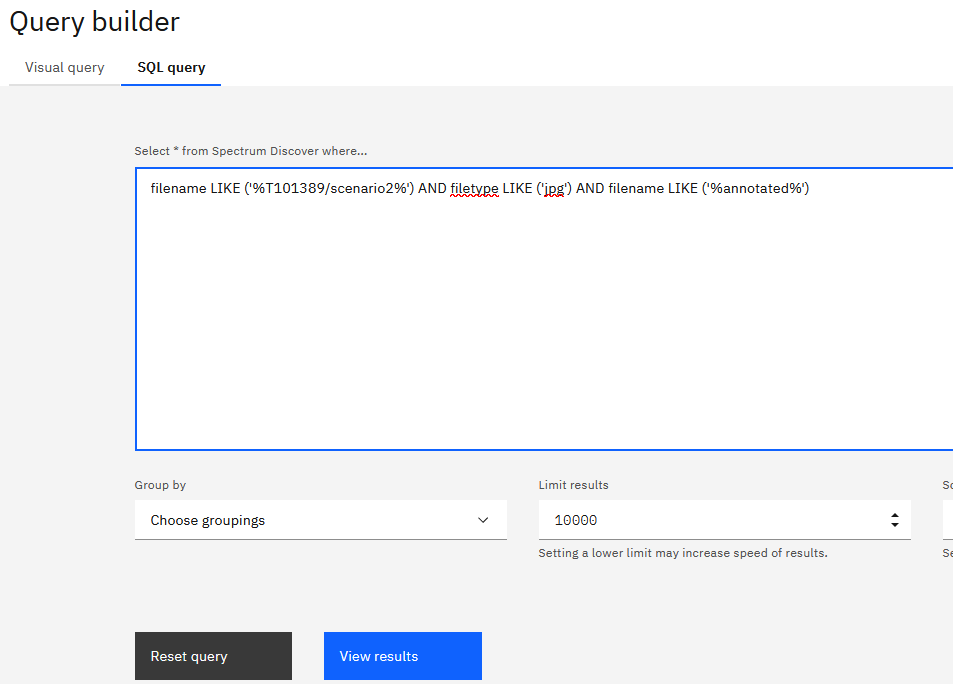 Query builder
Visual query
SQL query
Select * from Spectrum Discover where...
filename LIKE ('%T101389/scenario2%') AND filetype LIKE ('jpg') AND filename LIKE ('%annotated%')
Group by
Limit results
Choose groupings
10000
Setting a lower limit may increase speed of results.
Reset query
View results